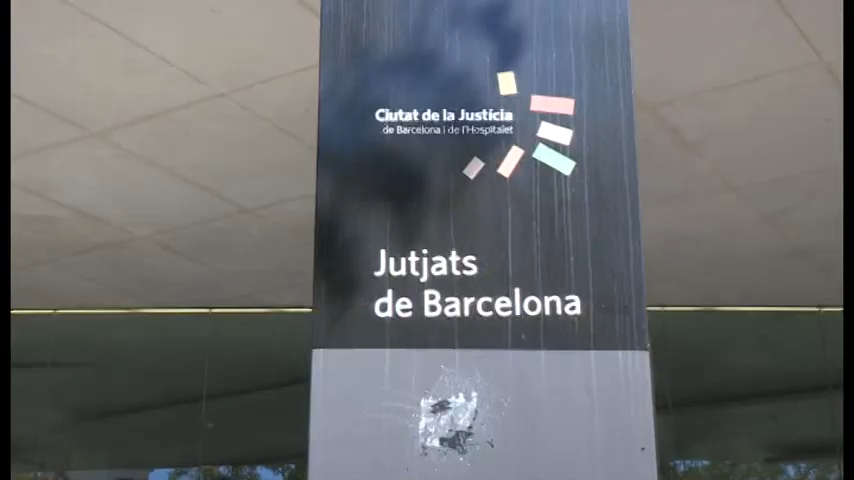 Ciutat de la Justícia
de Barcelona i de l'Hospitalet
Jutjats
de Barcelona